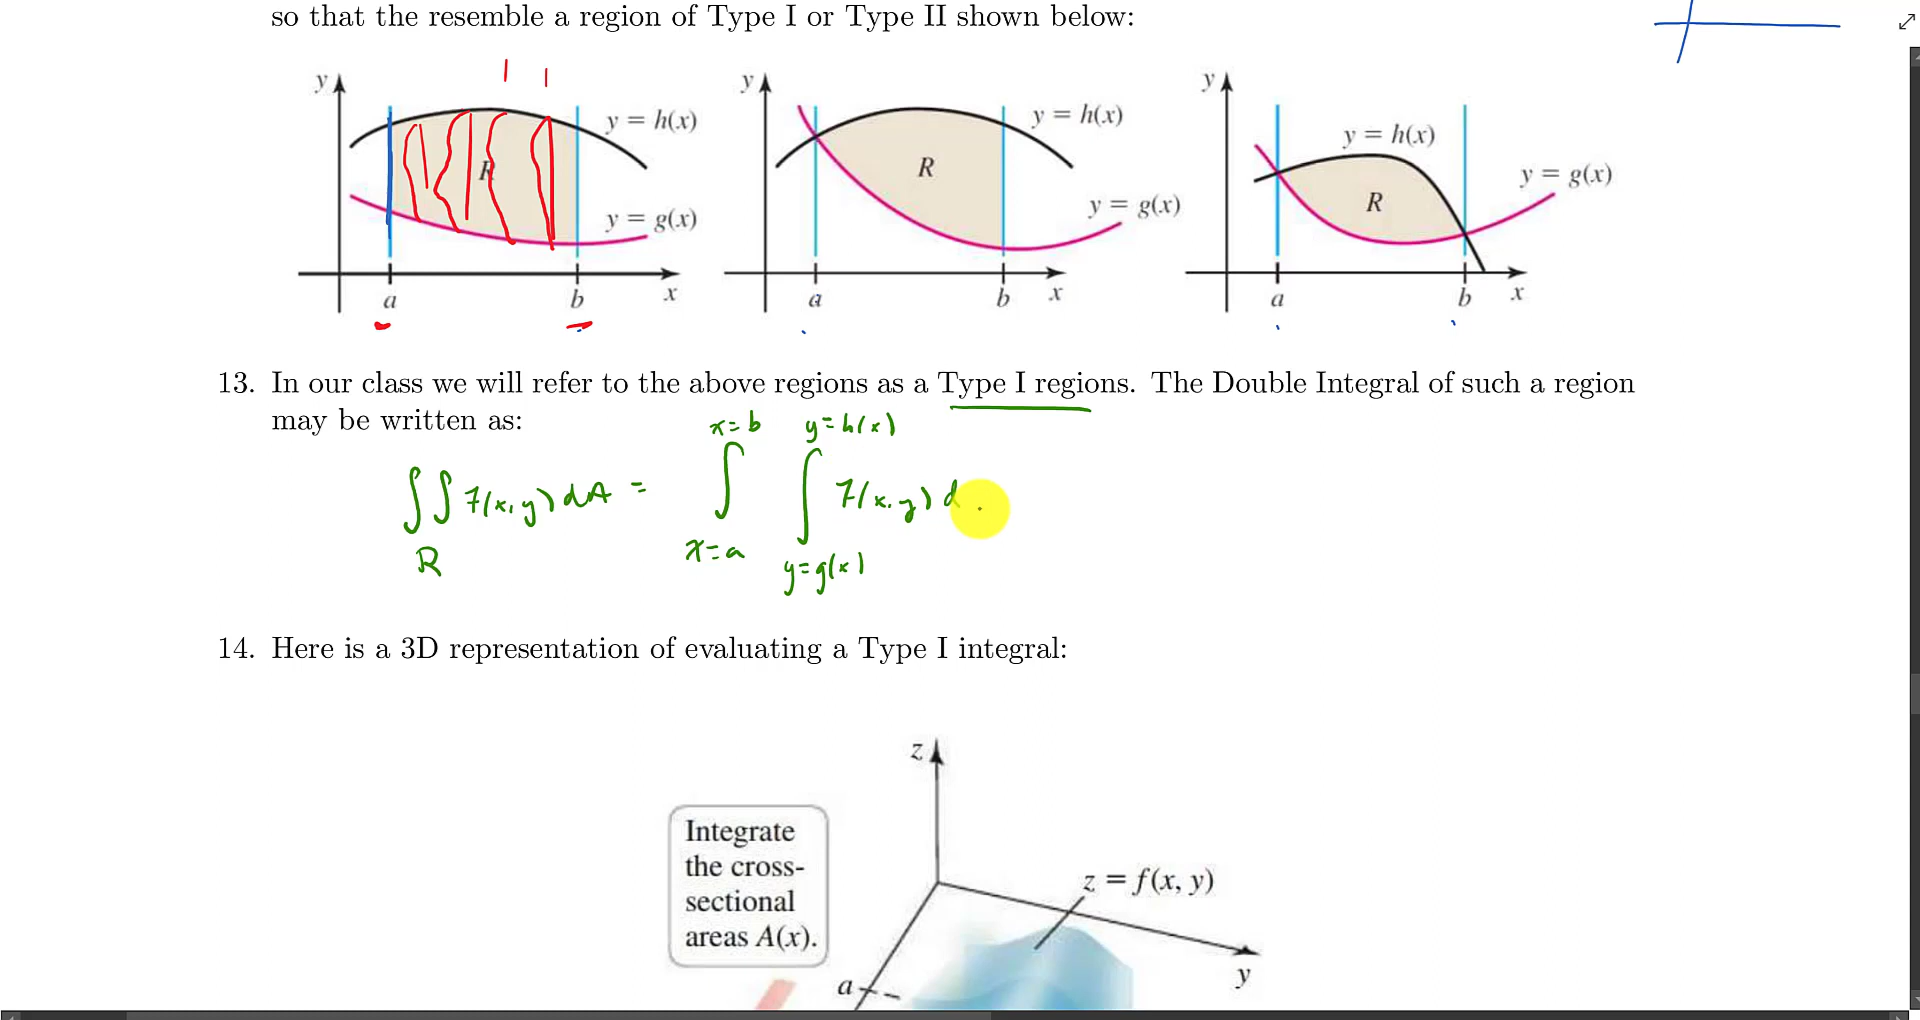 so that the resemble a region of Type I or Type II shown below:
y y = h(x) R y = g(x) a b x
y y = h(x) R y = g(x) a b x
y y = h(x) R y = g(x) a b x
13. In our class we will refer to the above regions as a Type I regions. The Double Integral of such a region
may be written as:
x=b y=h(x)
∫∫ f(x,y) dA = ∫ ∫ f(x,y) d
R x=a y=g(x)
14. Here is a 3D representation of evaluating a Type I integral:
z
Integrate
the cross-
sectional
areas A(x).
z = f(x, y)
y
a